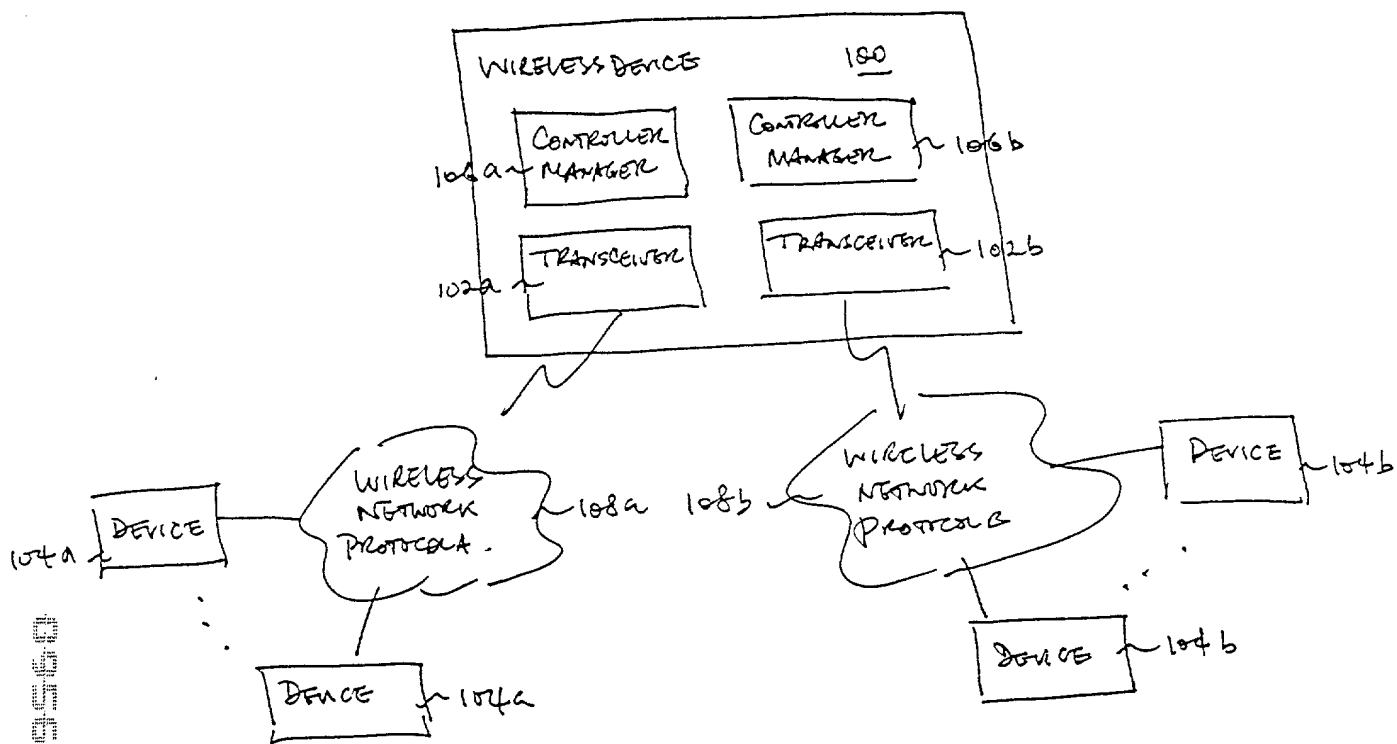 WIRELESS DEVICE 100
CONTROLLER
MANAGER
106a
CONTROLLER
MANAGER
106b
TRANSCEIVER
102a
TRANSCEIVER
102b
WIRELESS
NETWORK
PROTOCOL A.
108a
108b
WIRELESS
NETWORK
PROTOCOL B
DEVICE
104a
DEVICE
104b
DEVICE
104a
DEVICE
104b